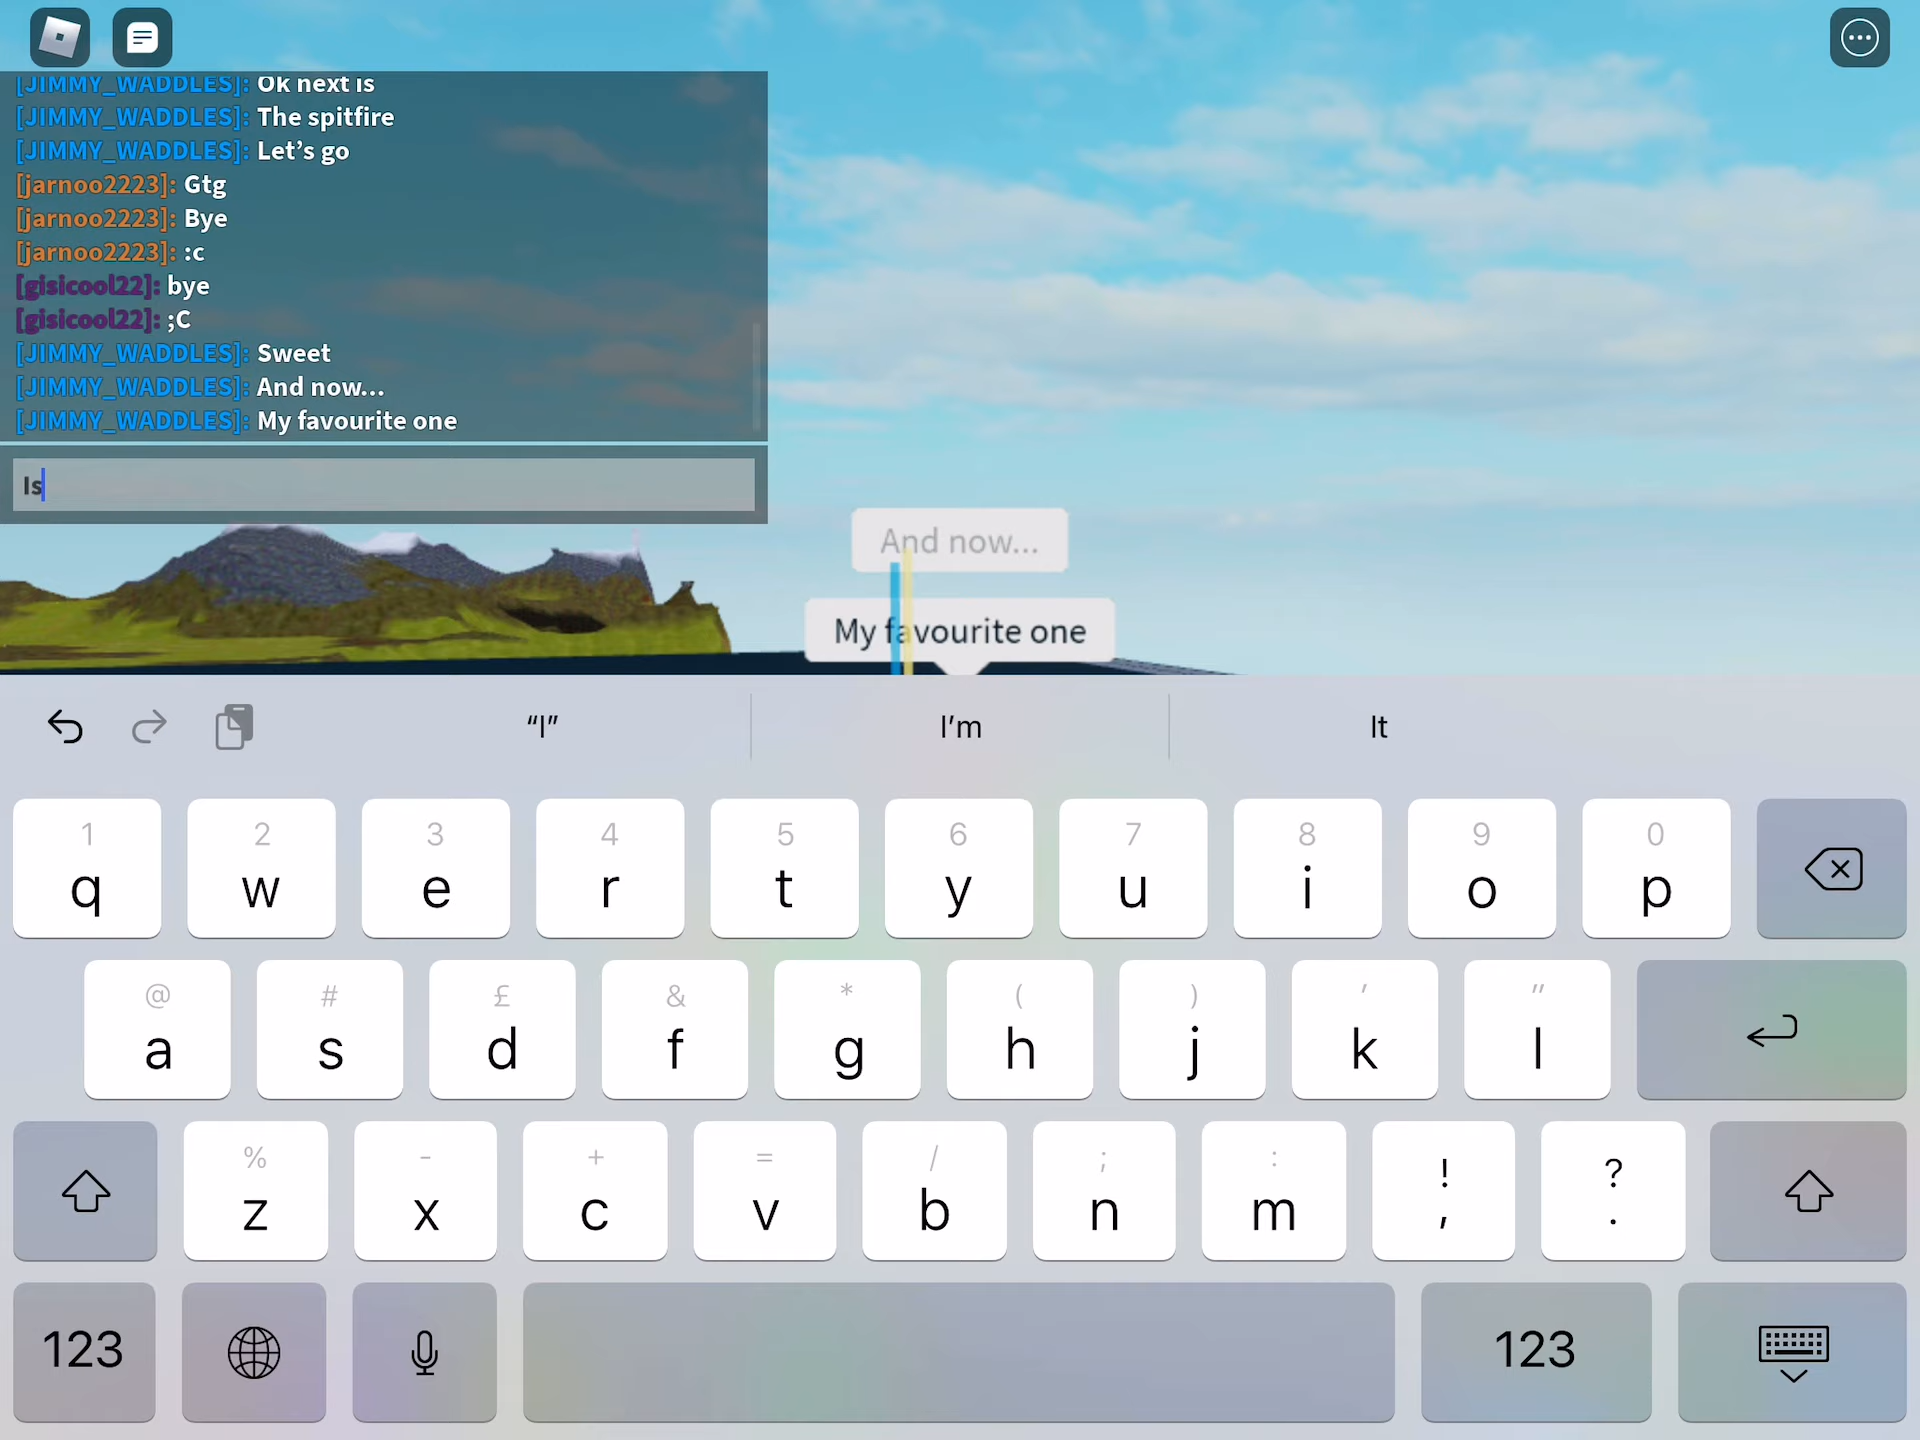 [JIMMY_WADDLES]: Ok next is
[JIMMY_WADDLES]: The spitfire
[JIMMY_WADDLES]: Let’s go
[jarnoo2223]: Gtg
[jarnoo2223]: Bye
[jarnoo2223]: :c
[gisicool22]: bye
[gisicool22]: ;C
[JIMMY_WADDLES]: Sweet
[JIMMY_WADDLES]: And now...
[JIMMY_WADDLES]: My favourite one
Is
And now...
My favourite one
“I” I’m It
1 2 3 4 5 6 7 8 9 0
q w e r t y u i o p
@ # £ & * ( ) ' "
a s d f g h j k l
% - + = / ; : ! ?
z x c v b n m , .
123 123